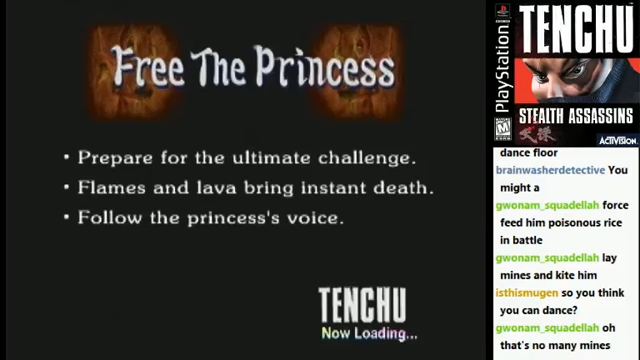 Free The Princess
• Prepare for the ultimate challenge.
• Flames and lava bring instant death.
• Follow the princess's voice.
TENCHU
Now Loading...
PlayStation
TENCHU
STEALTH ASSASSINS
天誅
ACTIVISION
dance floor
brainwasherdetective You
might a
gwonam_squadellah force
feed him poisonous rice
in battle
gwonam_squadellah lay
mines and kite him
isthismugen so you think
you can dance?
gwonam_squadellah oh
that's no many mines